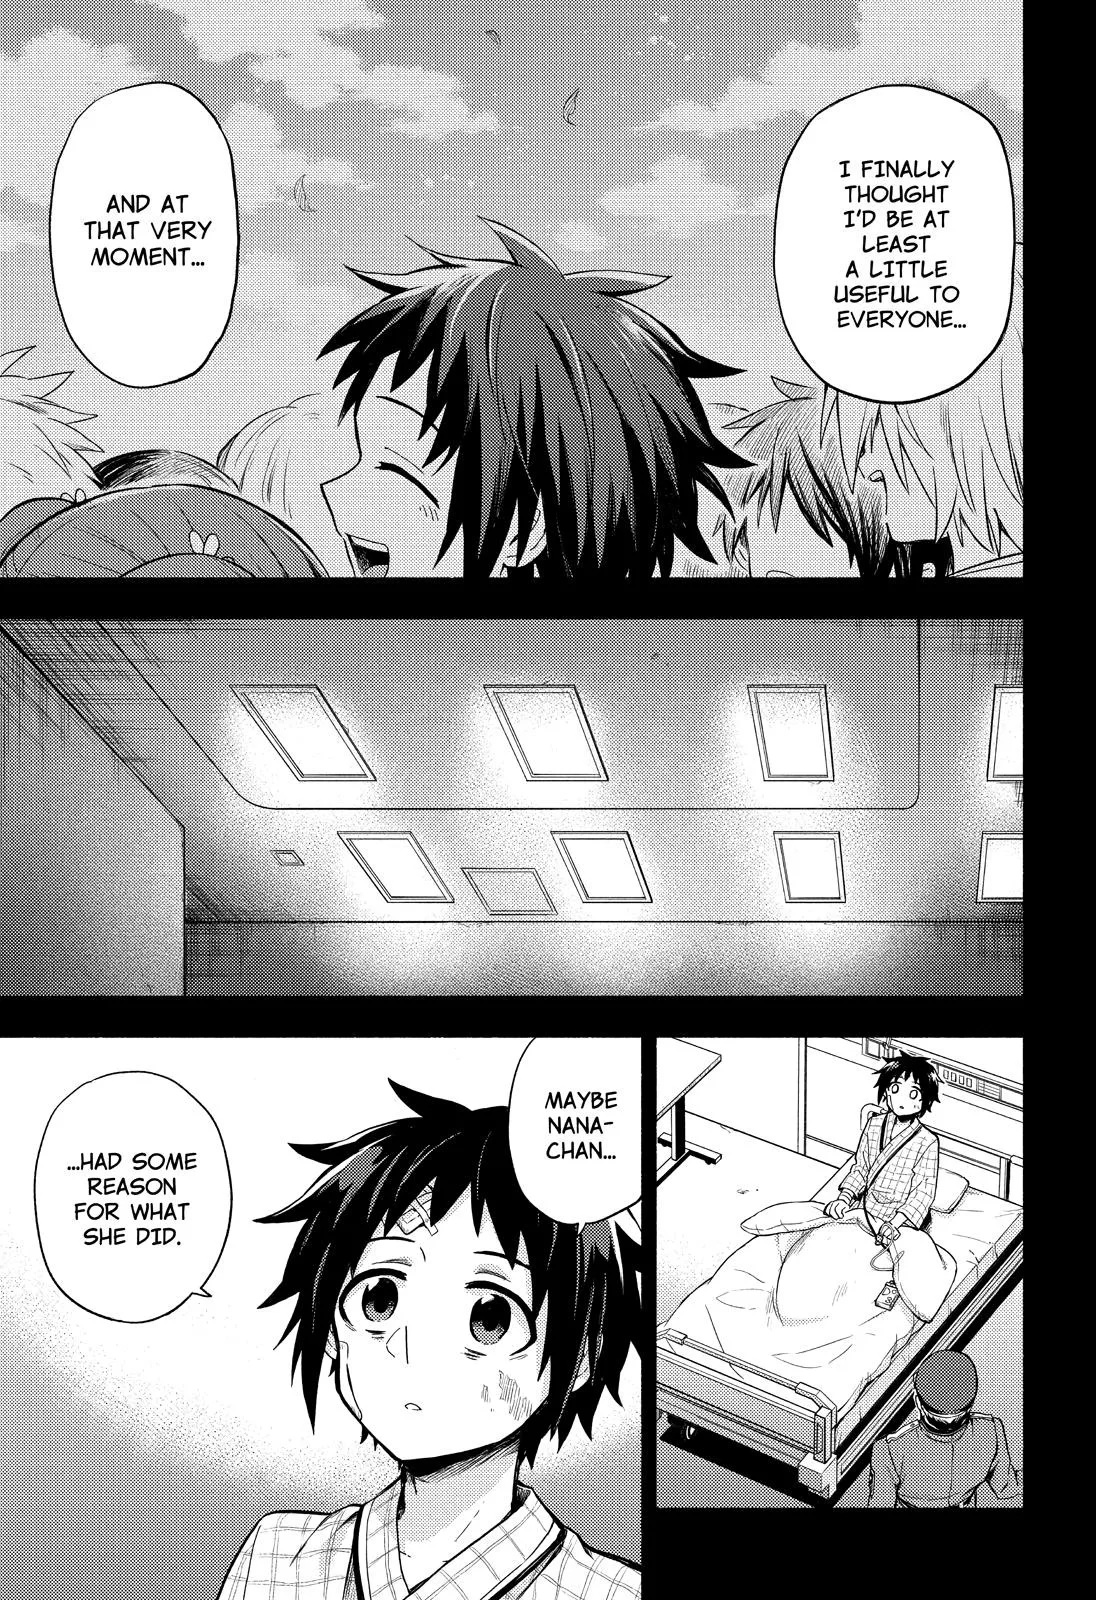 I FINALLY
THOUGHT
I'D BE AT
LEAST
A LITTLE
USEFUL TO
EVERYONE...
AND AT
THAT VERY
MOMENT...
MAYBE
NANA-
CHAN...
...HAD SOME
REASON
FOR WHAT
SHE DID.